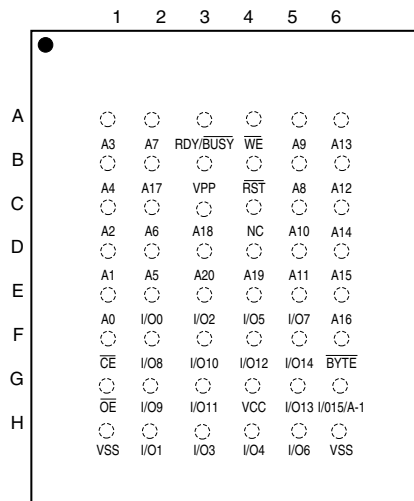 1 2 3 4 5 6
A
A3 A7 RDY/BUSY WE A9 A13
B
A4 A17 VPP RST A8 A12
C
A2 A6 A18 NC A10 A14
D
A1 A5 A20 A19 A11 A15
E
A0 I/O0 I/O2 I/O5 I/O7 A16
F
CE I/O8 I/O10 I/O12 I/O14 BYTE
G
OE I/O9 I/O11 VCC I/O13 I/015/A-1
H
VSS I/O1 I/O3 I/O4 I/O6 VSS